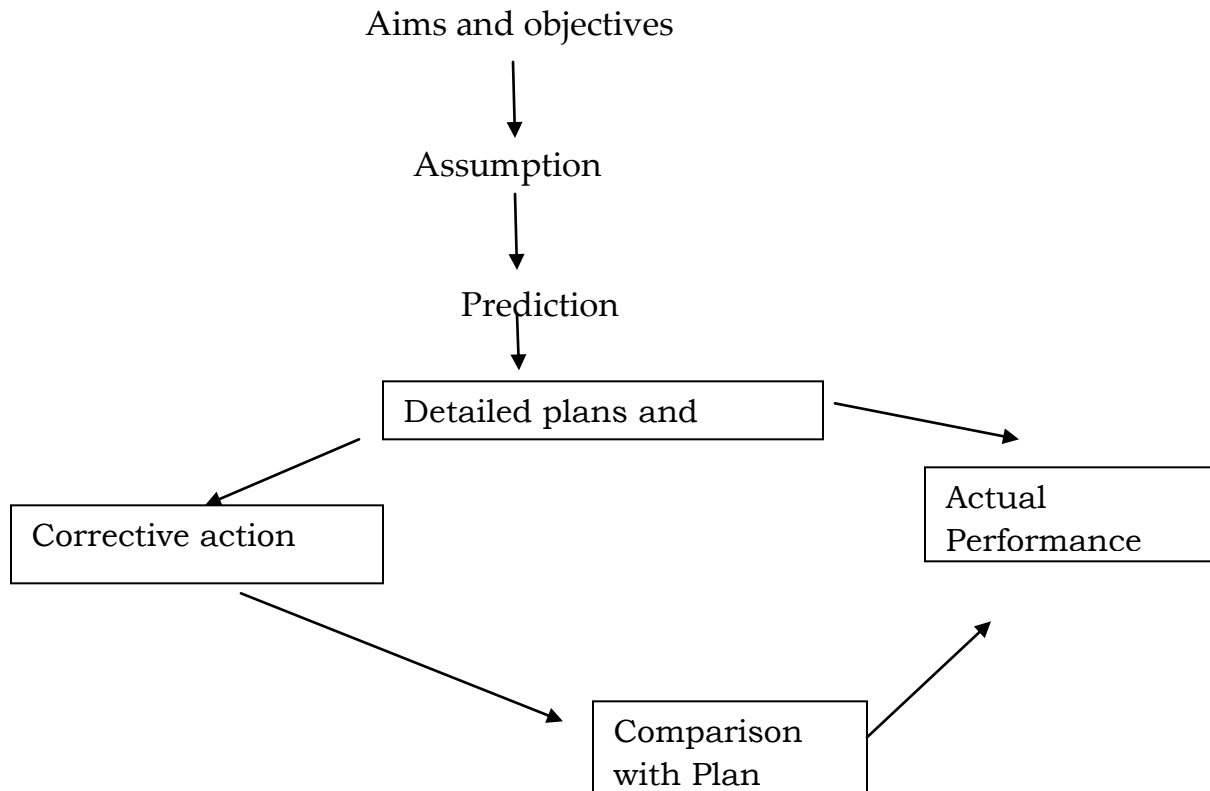 Aims and objectives
Assumption
Prediction
Detailed plans and
Corrective action
Actual
Performance
Comparison
with Plan